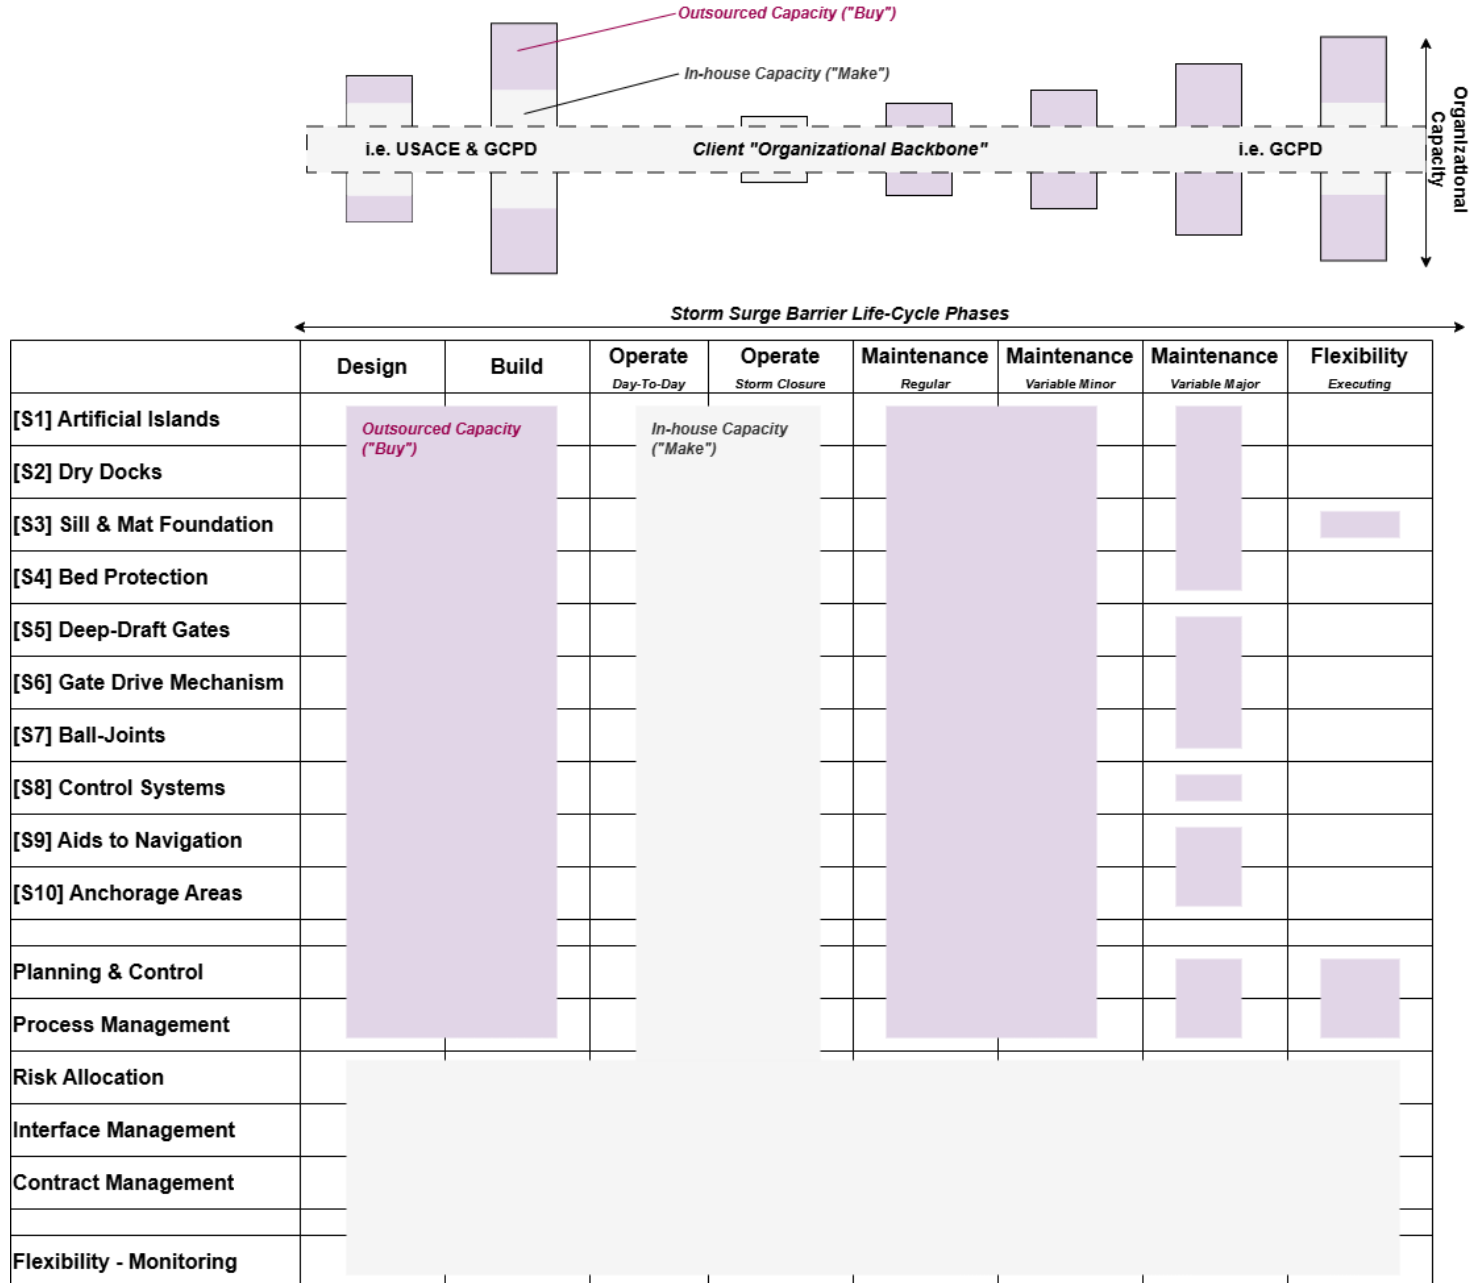 Outsourced Capacity ("Buy")
In-house Capacity ("Make")
i.e. USACE & GCPD
Client "Organizational Backbone"
i.e. GCPD
Organizational
Capacity
Storm Surge Barrier Life-Cycle Phases
Design
Build
Operate
Day-To-Day
Operate
Storm Closure
Maintenance
Regular
Maintenance
Variable Minor
Maintenance
Variable Major
Flexibility
Executing
[S1] Artificial Islands
Outsourced Capacity
("Buy")
In-house Capacity
("Make")
[S2] Dry Docks
[S3] Sill & Mat Foundation
[S4] Bed Protection
[S5] Deep-Draft Gates
[S6] Gate Drive Mechanism
[S7] Ball-Joints
[S8] Control Systems
[S9] Aids to Navigation
[S10] Anchorage Areas
Planning & Control
Process Management
Risk Allocation
Interface Management
Contract Management
Flexibility - Monitoring